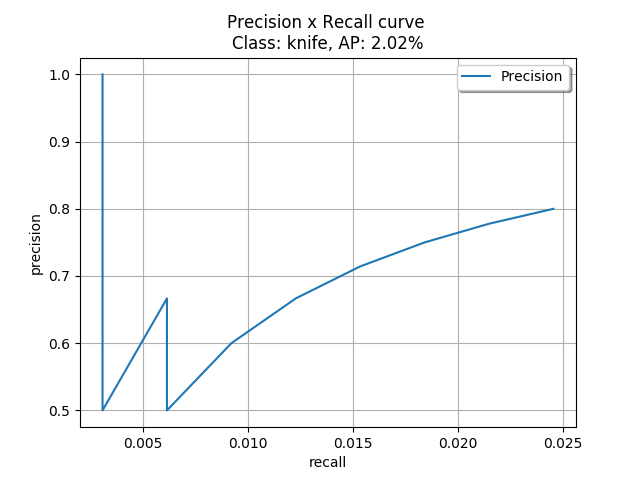 Precision x Recall curve
Class: knife, AP: 2.02%
Precision
1.0
0.9
0.8
0.7
0.6
0.5
precision
0.005
0.010
0.015
0.020
0.025
recall